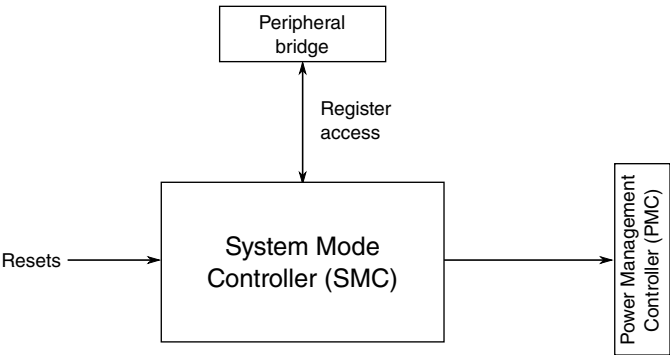 Peripheral
bridge
Register
access
Resets
System Mode
Controller (SMC)
Power Management
Controller (PMC)